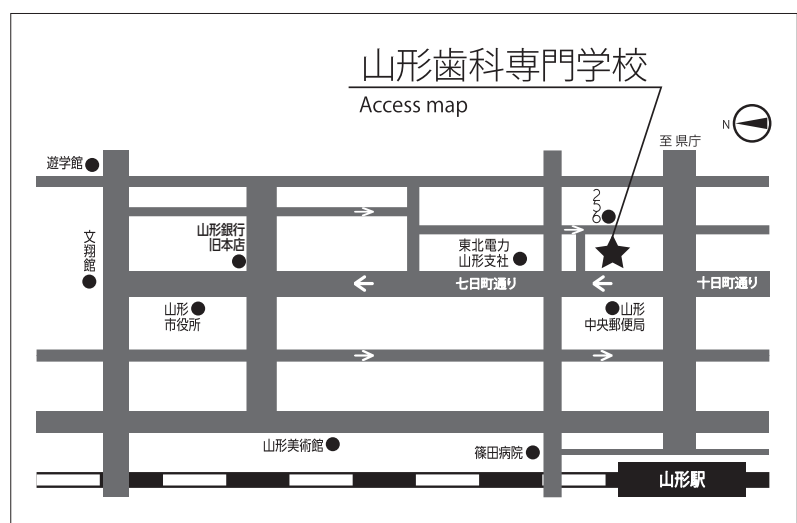 山形歯科専門学校
Access map
N
至 県庁
遊学館
256
文翔館
山形銀行
旧本店
東北電力
山形支社
七日町通り
十日町通り
山形
市役所
山形
中央郵便局
山形美術館
篠田病院
山形駅